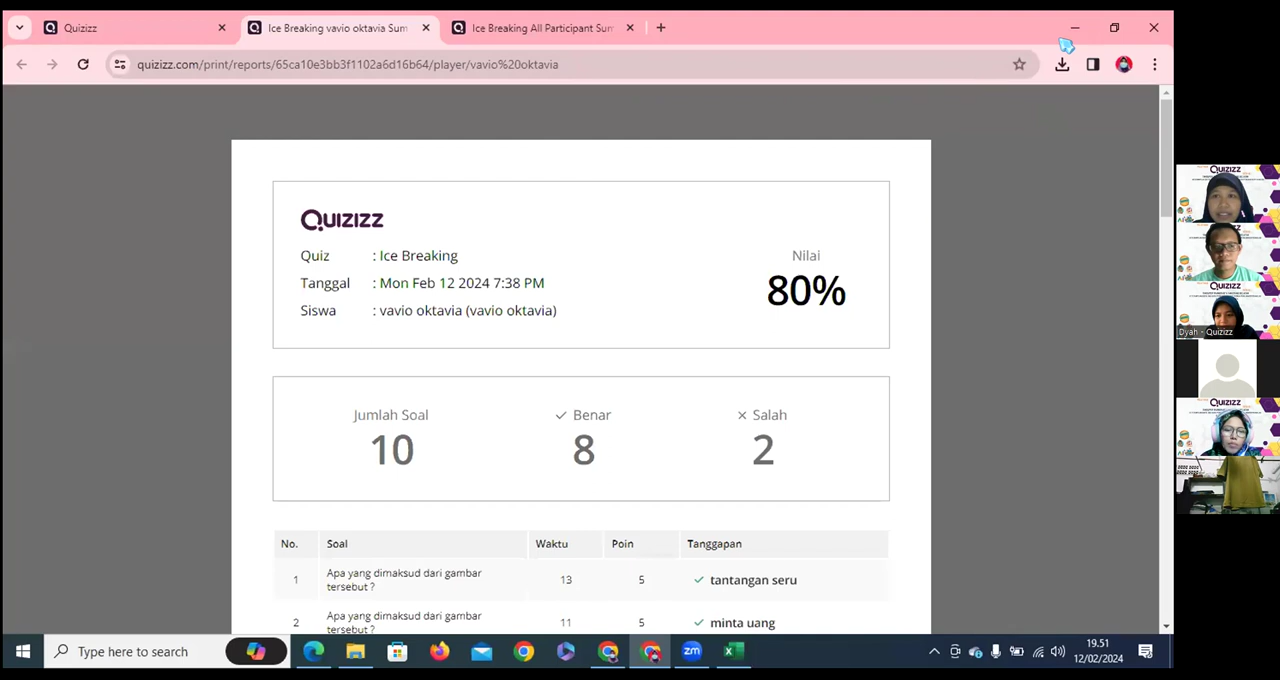 Quizizz
Ice Breaking vavio oktavia Sum
Ice Breaking All Participant Sum
quizizz.com/print/reports/65ca10e3bb3f1102a6d16b64/player/vavio%20oktavia
QUIZIZZ
Quiz : Ice Breaking
Tanggal : Mon Feb 12 2024 7:38 PM
Siswa : vavio oktavia (vavio oktavia)
Nilai
80%
Jumlah Soal
10
Benar
8
Salah
2
No. Soal Waktu Poin Tanggapan
1 Apa yang dimaksud dari gambar tersebut ? 13 5 tantangan seru
2 Apa yang dimaksud dari gambar tersebut ? 11 5 minta uang
QUIZIZZ
QUIZIZZ
Dyah - Quizizz
QUIZIZZ
Type here to search
zm
19.51
12/02/2024